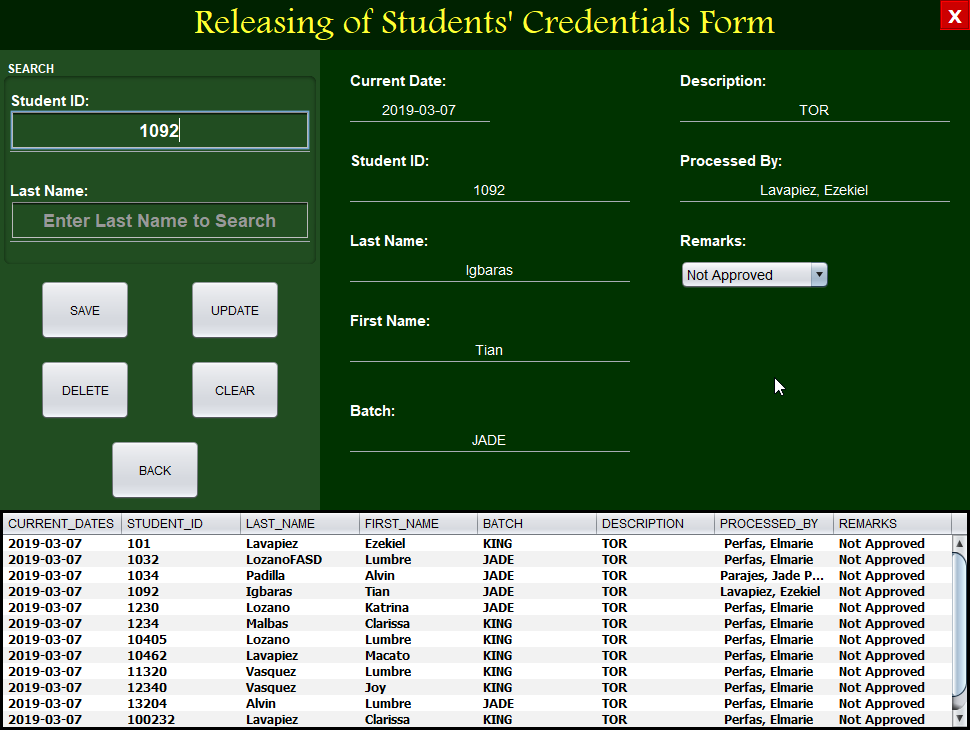 Releasing of Students' Credentials Form
X
SEARCH
Student ID:
1092
Last Name:
Enter Last Name to Search
SAVE
UPDATE
DELETE
CLEAR
BACK
Current Date:
2019-03-07
Student ID:
1092
Last Name:
Igbaras
First Name:
Tian
Batch:
JADE
Description:
TOR
Processed By:
Lavapiez, Ezekiel
Remarks:
Not Approved
CURRENT_DATES STUDENT_ID LAST_NAME FIRST_NAME BATCH DESCRIPTION PROCESSED_BY REMARKS
2019-03-07 101 Lavapiez Ezekiel KING TOR Perfas, Elmarie Not Approved
2019-03-07 1032 LozanoFASD Lumbre JADE TOR Perfas, Elmarie Not Approved
2019-03-07 1034 Padilla Alvin JADE TOR Parajes, Jade P... Not Approved
2019-03-07 1092 Igbaras Tian JADE TOR Lavapiez, Ezekiel Not Approved
2019-03-07 1230 Lozano Katrina JADE TOR Perfas, Elmarie Not Approved
2019-03-07 1234 Malbas Clarissa KING TOR Perfas, Elmarie Not Approved
2019-03-07 10405 Lozano Lumbre KING TOR Perfas, Elmarie Not Approved
2019-03-07 10462 Lavapiez Macato KING TOR Perfas, Elmarie Not Approved
2019-03-07 11320 Vasquez Lumbre KING TOR Perfas, Elmarie Not Approved
2019-03-07 12340 Vasquez Joy KING TOR Perfas, Elmarie Not Approved
2019-03-07 13204 Alvin Lumbre JADE TOR Perfas, Elmarie Not Approved
2019-03-07 100232 Lavapiez Clarissa KING TOR Perfas, Elmarie Not Approved